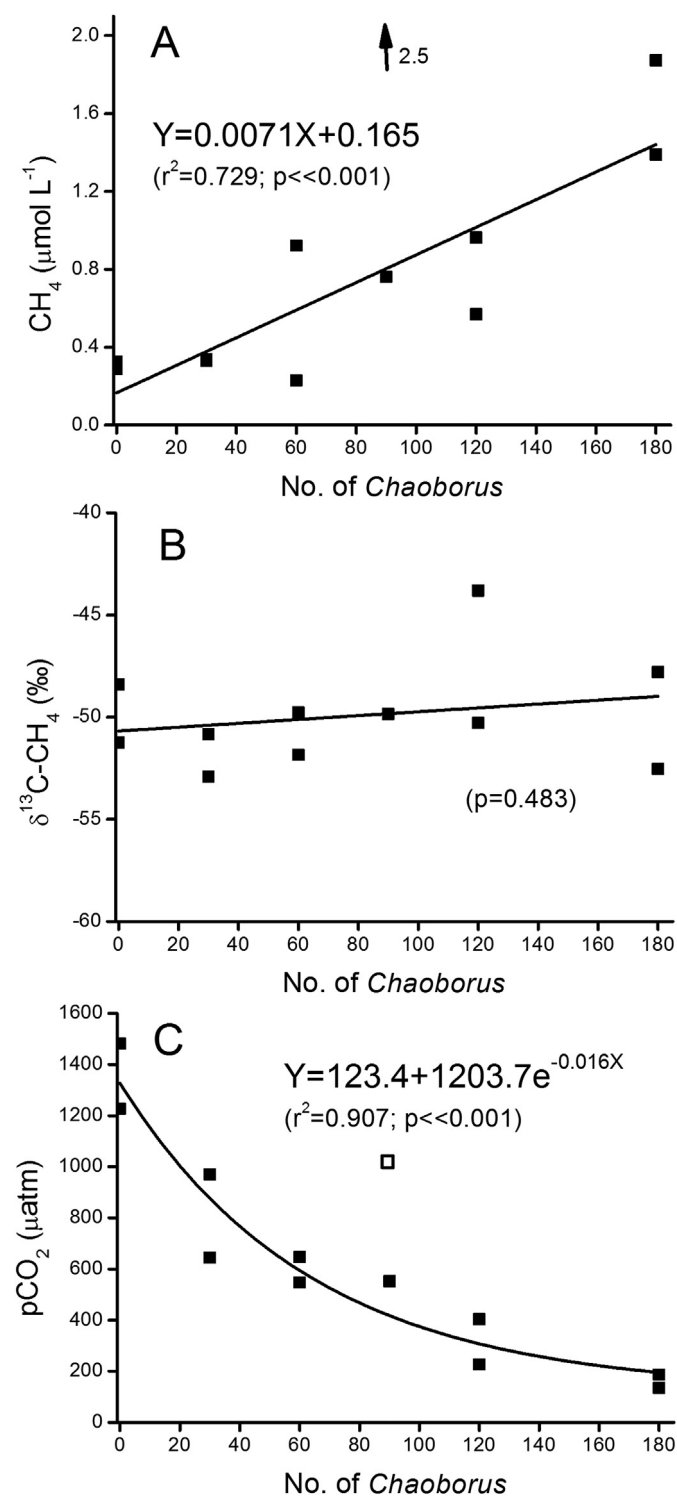 A
2.5
Y=0.0071X+0.165
(r²=0.729; p<<0.001)
CH₄ (μmol L⁻¹)
2.0
1.6
1.2
0.8
0.4
0.0
0 20 40 60 80 100 120 140 160 180
No. of Chaoborus
B
δ¹³C-CH₄ (‰)
-40
-45
-50
-55
-60
(p=0.483)
0 20 40 60 80 100 120 140 160 180
No. of Chaoborus
C
Y=123.4+1203.7e⁻⁰·⁰¹⁶ˣ
(r²=0.907; p<<0.001)
pCO₂ (μatm)
1600
1400
1200
1000
800
600
400
200
0
0 20 40 60 80 100 120 140 160 180
No. of Chaoborus